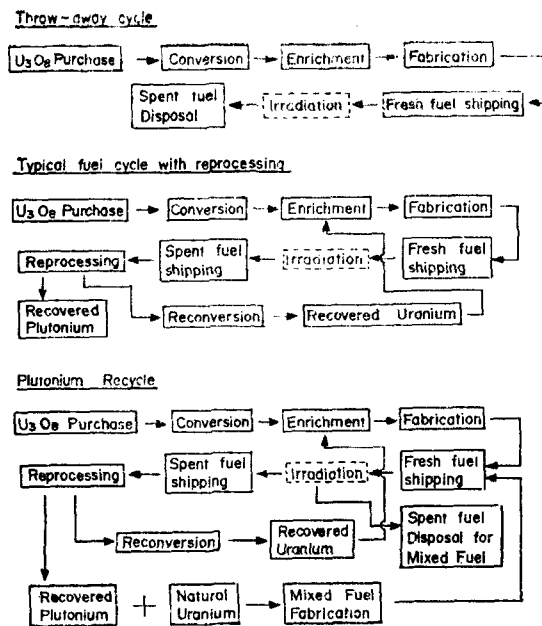 Throw-away cycle
U3O8 Purchase
Conversion
Enrichment
Fabrication
Spent fuel
Disposal
Irradiation
Fresh fuel shipping
Typical fuel cycle with reprocessing
U3O8 Purchase
Conversion
Enrichment
Fabrication
Reprocessing
Spent fuel
shipping
Irradiation
Fresh fuel
shipping
Recovered
Plutonium
Reconversion
Recovered Uranium
Plutonium Recycle
U3O8 Purchase
Conversion
Enrichment
Fabrication
Reprocessing
Spent fuel
shipping
Irradiation
Fresh fuel
shipping
Reconversion
Recovered
Uranium
Spent fuel
Disposal for
Mixed Fuel
Recovered
Plutonium
+
Natural
Uranium
Mixed Fuel
Fabrication